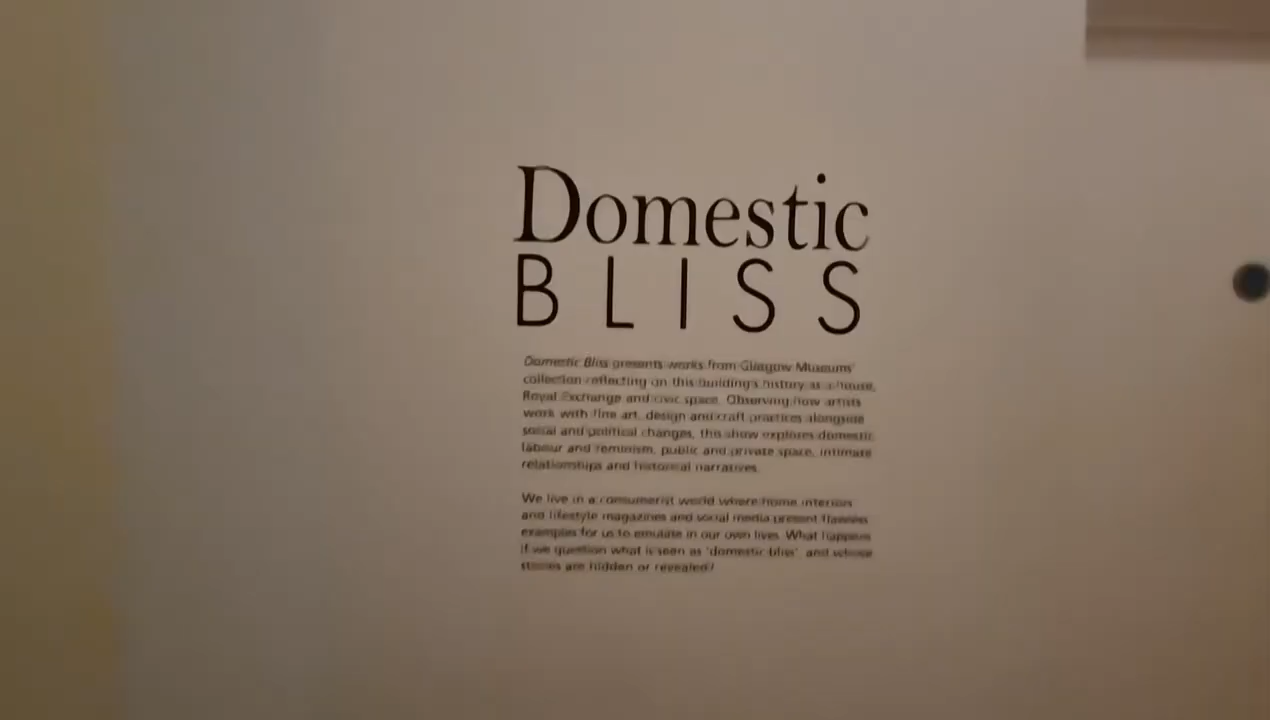 Domestic
BLISS
Domestic Bliss presents works from Glasgow Museums'
collection reflecting on this building's history as a house,
Royal Exchange and civic space. Observing how artists
work with fine art, design and craft practices alongside
social and political changes, this show explores domestic
labour and feminism, public and private space, intimate
relationships and historical narratives.
We live in a consumerist world where home interiors
and lifestyle magazines and social media present flawless
examples for us to emulate in our own lives. What happens
if we question what is seen as 'domestic bliss', and whose
stories are hidden or revealed?